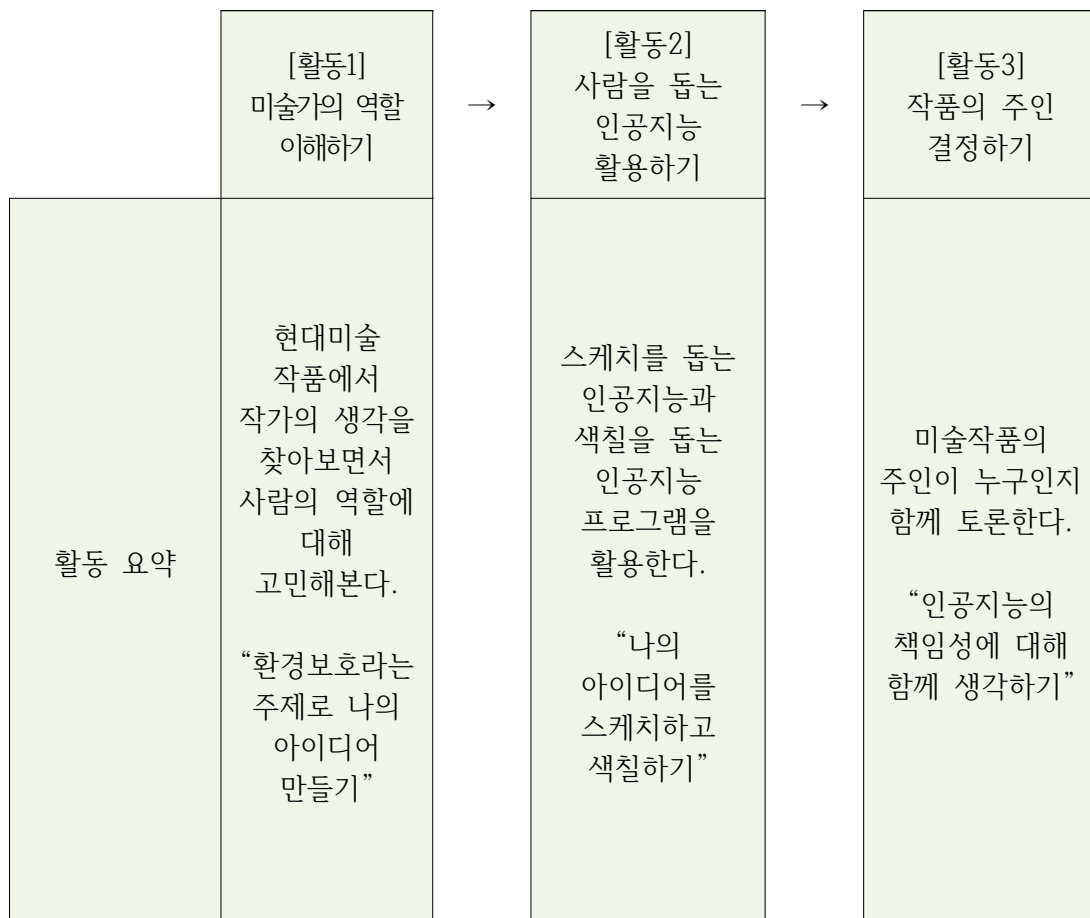 [활동1]
미술가의 역할
이해하기
→
[활동2]
사람을 돕는
인공지능
활용하기
→
[활동3]
작품의 주인
결정하기
활동 요약
현대미술
작품에서
작가의 생각을
찾아보면서
사람의 역할에
대해
고민해본다.
“환경보호라는
주제로 나의
아이디어
만들기”
스케치를 돕는
인공지능과
색칠을 돕는
인공지능
프로그램을
활용한다.
“나의
아이디어를
스케치하고
색칠하기”
미술작품의
주인이 누구인지
함께 토론한다.
“인공지능의
책임성에 대해
함께 생각하기”